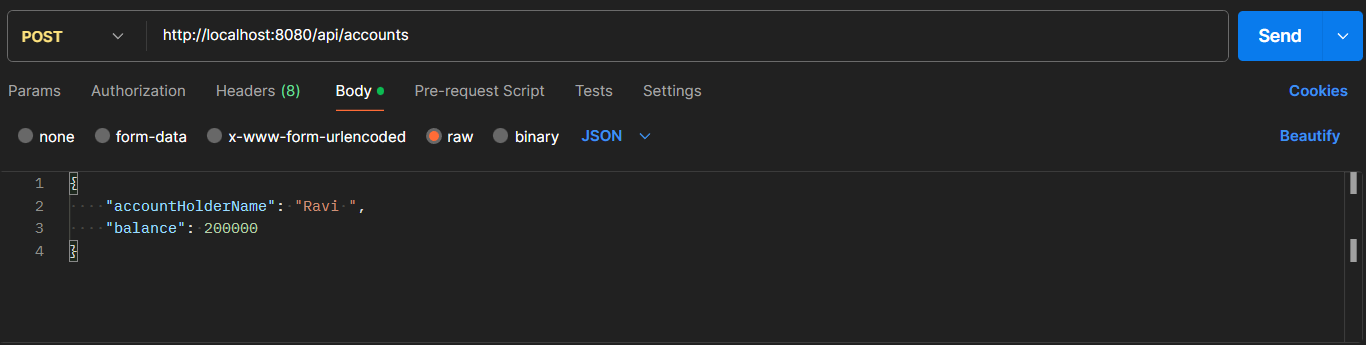 POST http://localhost:8080/api/accounts Send
Params Authorization Headers (8) Body Pre-request Script Tests Settings Cookies
none form-data x-www-form-urlencoded raw binary JSON Beautify
1 {
2 "accountHolderName": "Ravi ",
3 "balance": 200000
4 }